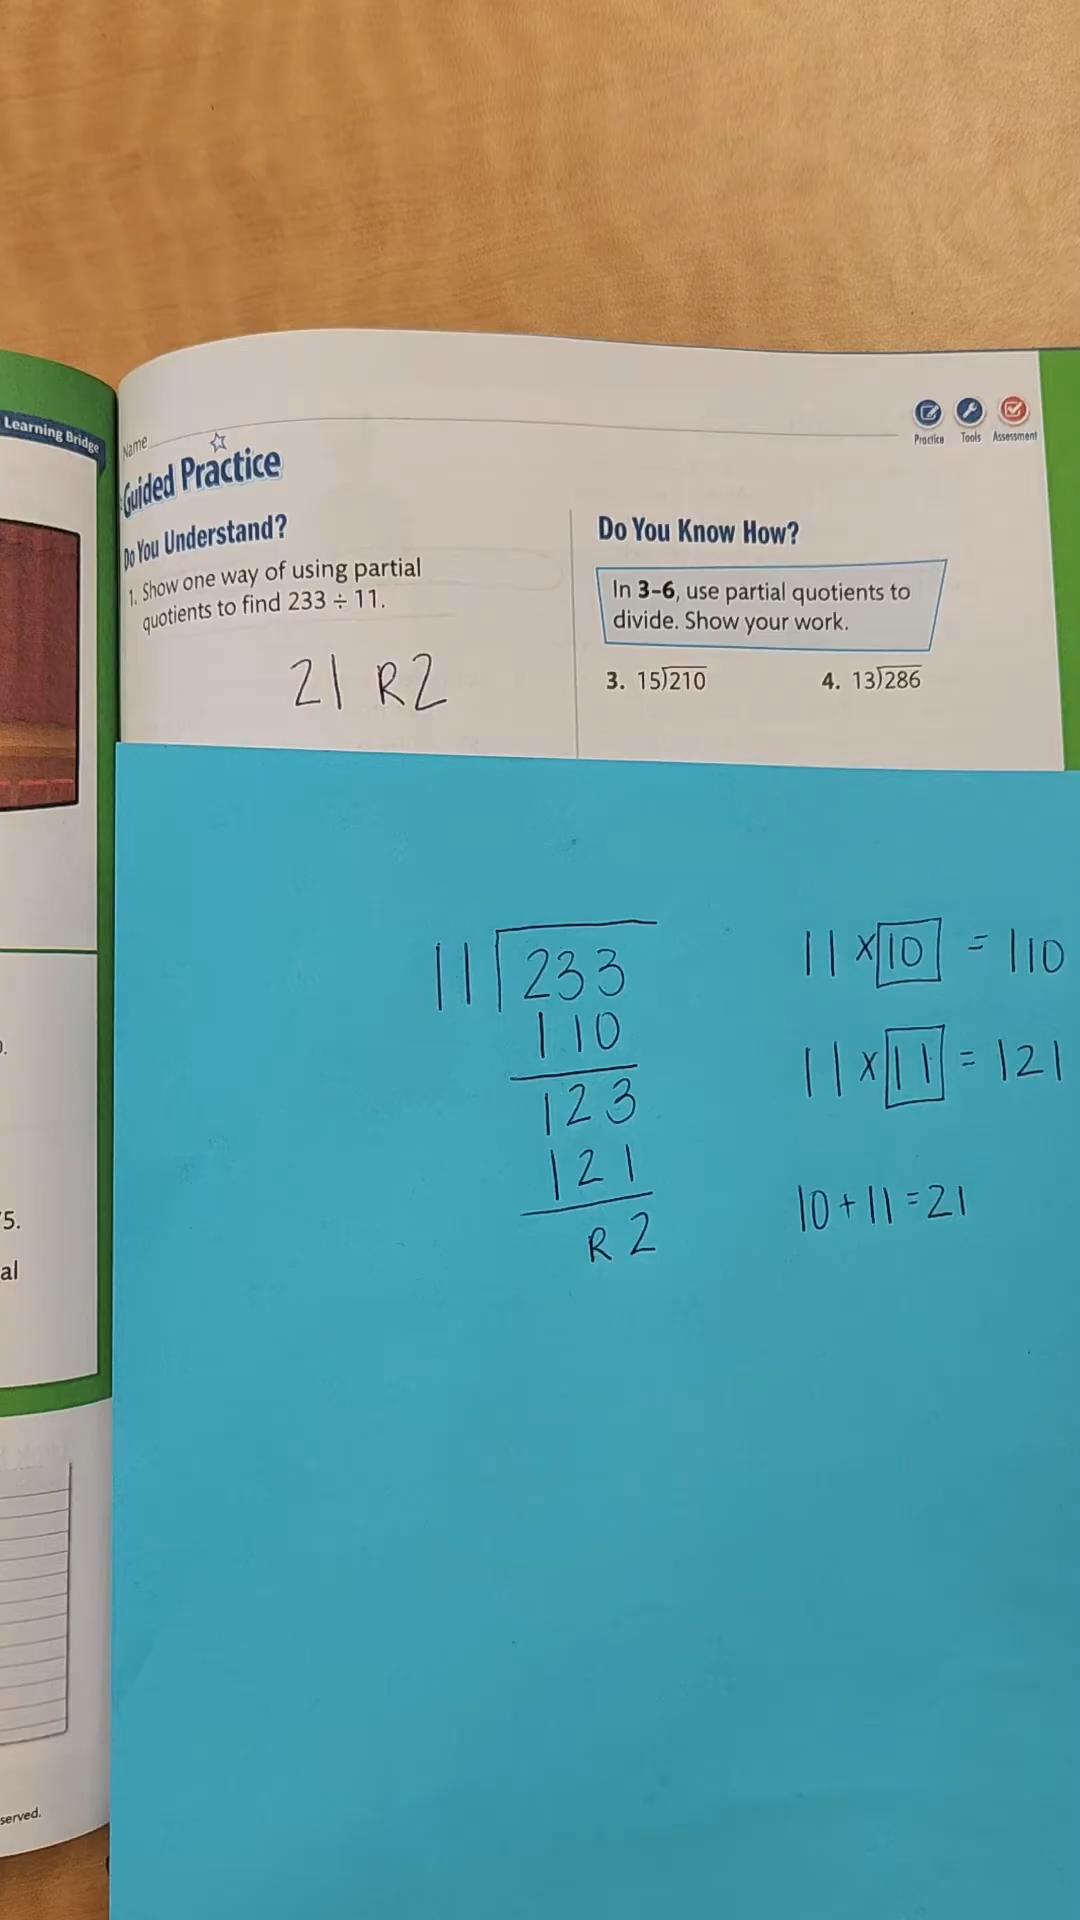 Learning Bridge
Name
Practice Tools Assessment
Guided Practice
Do You Understand?
1. Show one way of using partial
quotients to find 233 ÷ 11.
21 R2
Do You Know How?
In 3–6, use partial quotients to
divide. Show your work.
3. 15)210
4. 13)286
5.
al
served.
11 233
110
123
121
R 2
11 × 10 = 110
11 × 11 = 121
10 + 11 = 21